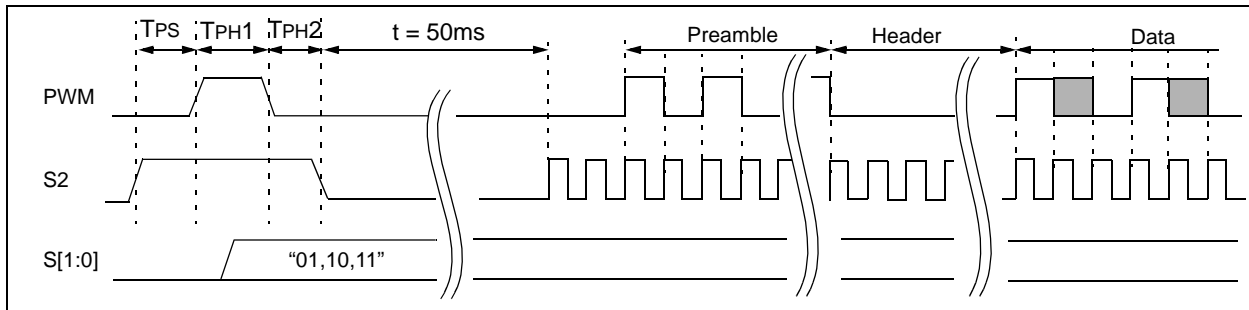 TPS TPH1 TPH2 t = 50ms Preamble Header Data
PWM
S2
S[1:0] “01,10,11”